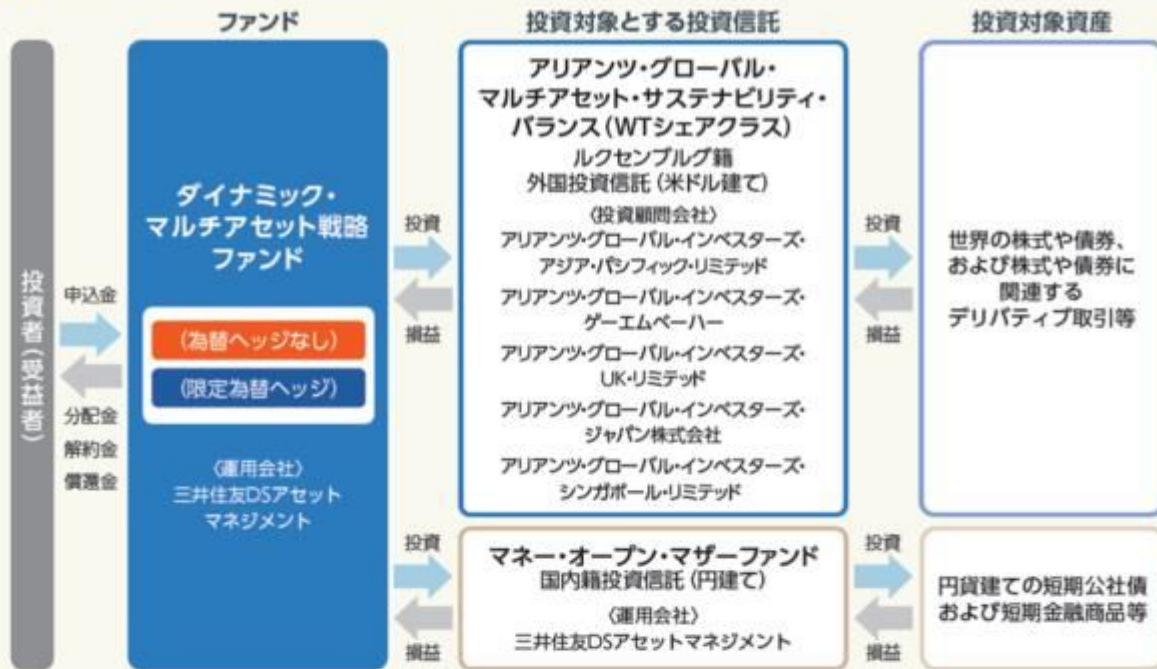 ファンド
投資対象とする投資信託
投資対象資産
投資者(受益者)
申込金
分配金
解約金
償還金
ダイナミック・
マルチアセット戦略
ファンド
(為替ヘッジなし)
(限定為替ヘッジ)
〈運用会社〉
三井住友DSアセット
マネジメント
投資
損益
アリアンツ・グローバル・
マルチアセット・サステナビリティ・
バランス(WTシェアクラス)
ルクセンブルグ籍
外国投資信託(米ドル建て)
〈投資顧問会社〉
アリアンツ・グローバル・インベスターズ・
アジア・パシフィック・リミテッド
アリアンツ・グローバル・インベスターズ・
ゲーエムベーハー
アリアンツ・グローバル・インベスターズ・
UK・リミテッド
アリアンツ・グローバル・インベスターズ・
ジャパン株式会社
アリアンツ・グローバル・インベスターズ・
シンガポール・リミテッド
投資
損益
世界の株式や債券、
および株式や債券に
関連する
デリバティブ取引等
投資
損益
マネー・オープン・マザーファンド
国内籍投資信託(円建て)
〈運用会社〉
三井住友DSアセットマネジメント
投資
損益
円貨建ての短期公社債
および短期金融商品等